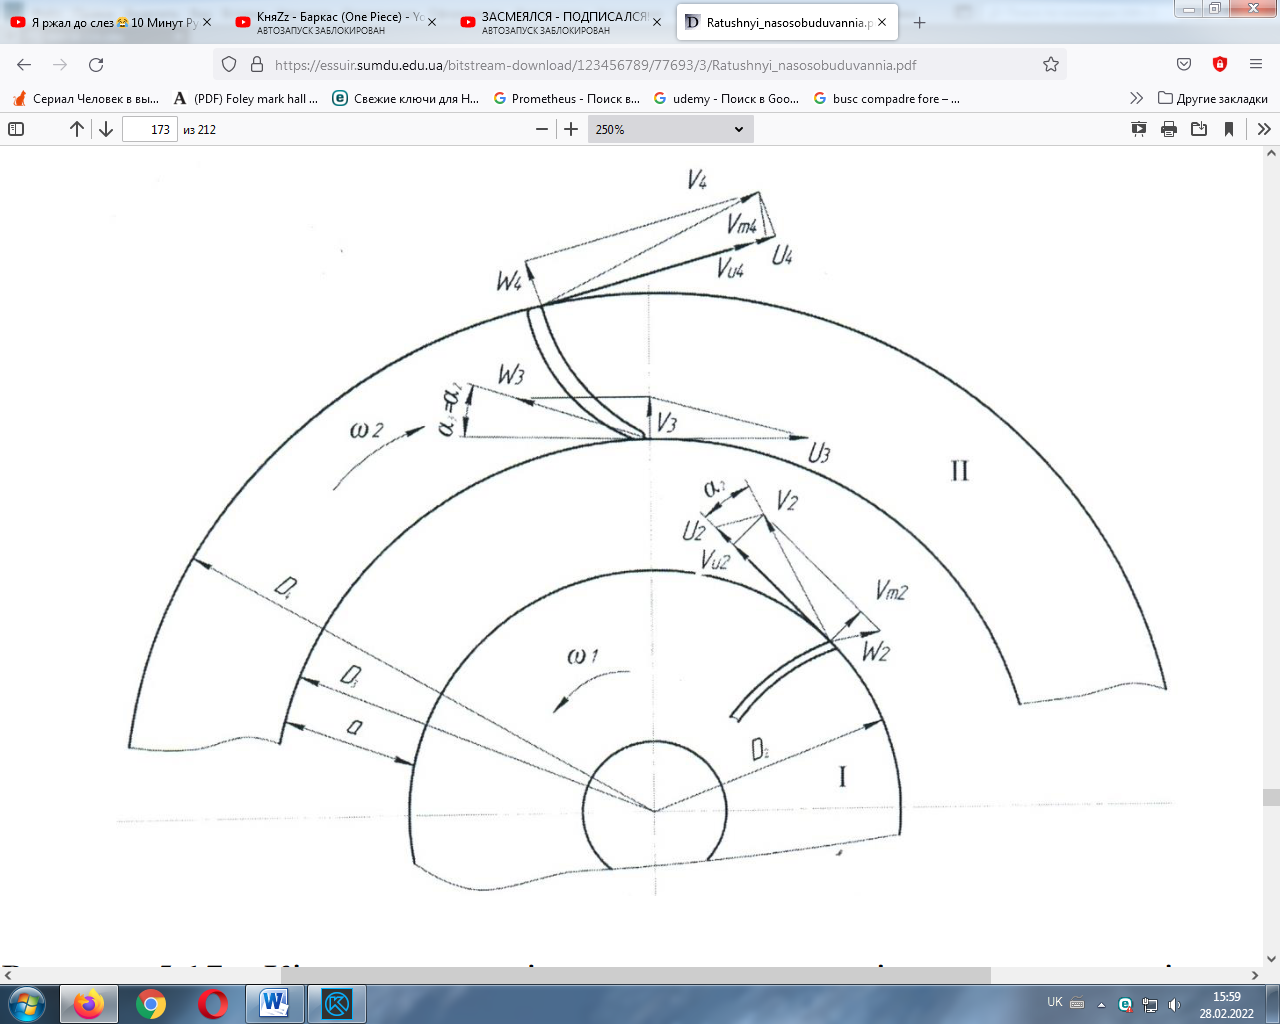 Я ржал до слез😂10 Минут Ру
КняZz - Баркас (One Piece) - Yo
АВТОЗАПУСК ЗАБЛОКИРОВАН
ЗАСМЕЯЛСЯ - ПОДПИСАЛСЯ!
АВТОЗАПУСК ЗАБЛОКИРОВАН
Ratushnyi_nasosobuduvannia.p
https://essuir.sumdu.edu.ua/bitstream-download/123456789/77693/3/Ratushnyi_nasosobuduvannia.pdf
Сериал Человек в вы...
(PDF) Foley mark hall ...
Свежие ключи для Н...
Prometheus - Поиск в...
udemy - Поиск в Goo...
busc compadre fore – ...
Другие закладки
173 из 212
250%
V4
Vm4
U4
Vu4
W4
W3
α3=α2
V3
U3
ω2
II
α2
V2
U2
Vu2
Vm2
W2
D4
ω1
D3
a
D2
I
UK
15:59
28.02.2022